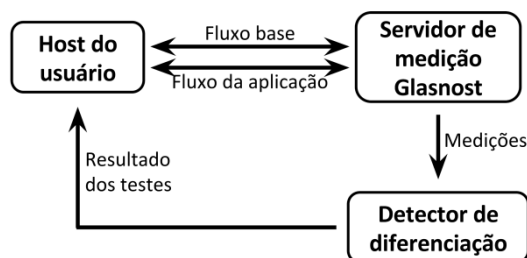 Host do
usuário
Fluxo base
Fluxo da aplicação
Servidor de
medição
Glasnost
Medições
Resultado
dos testes
Detector de
diferenciação